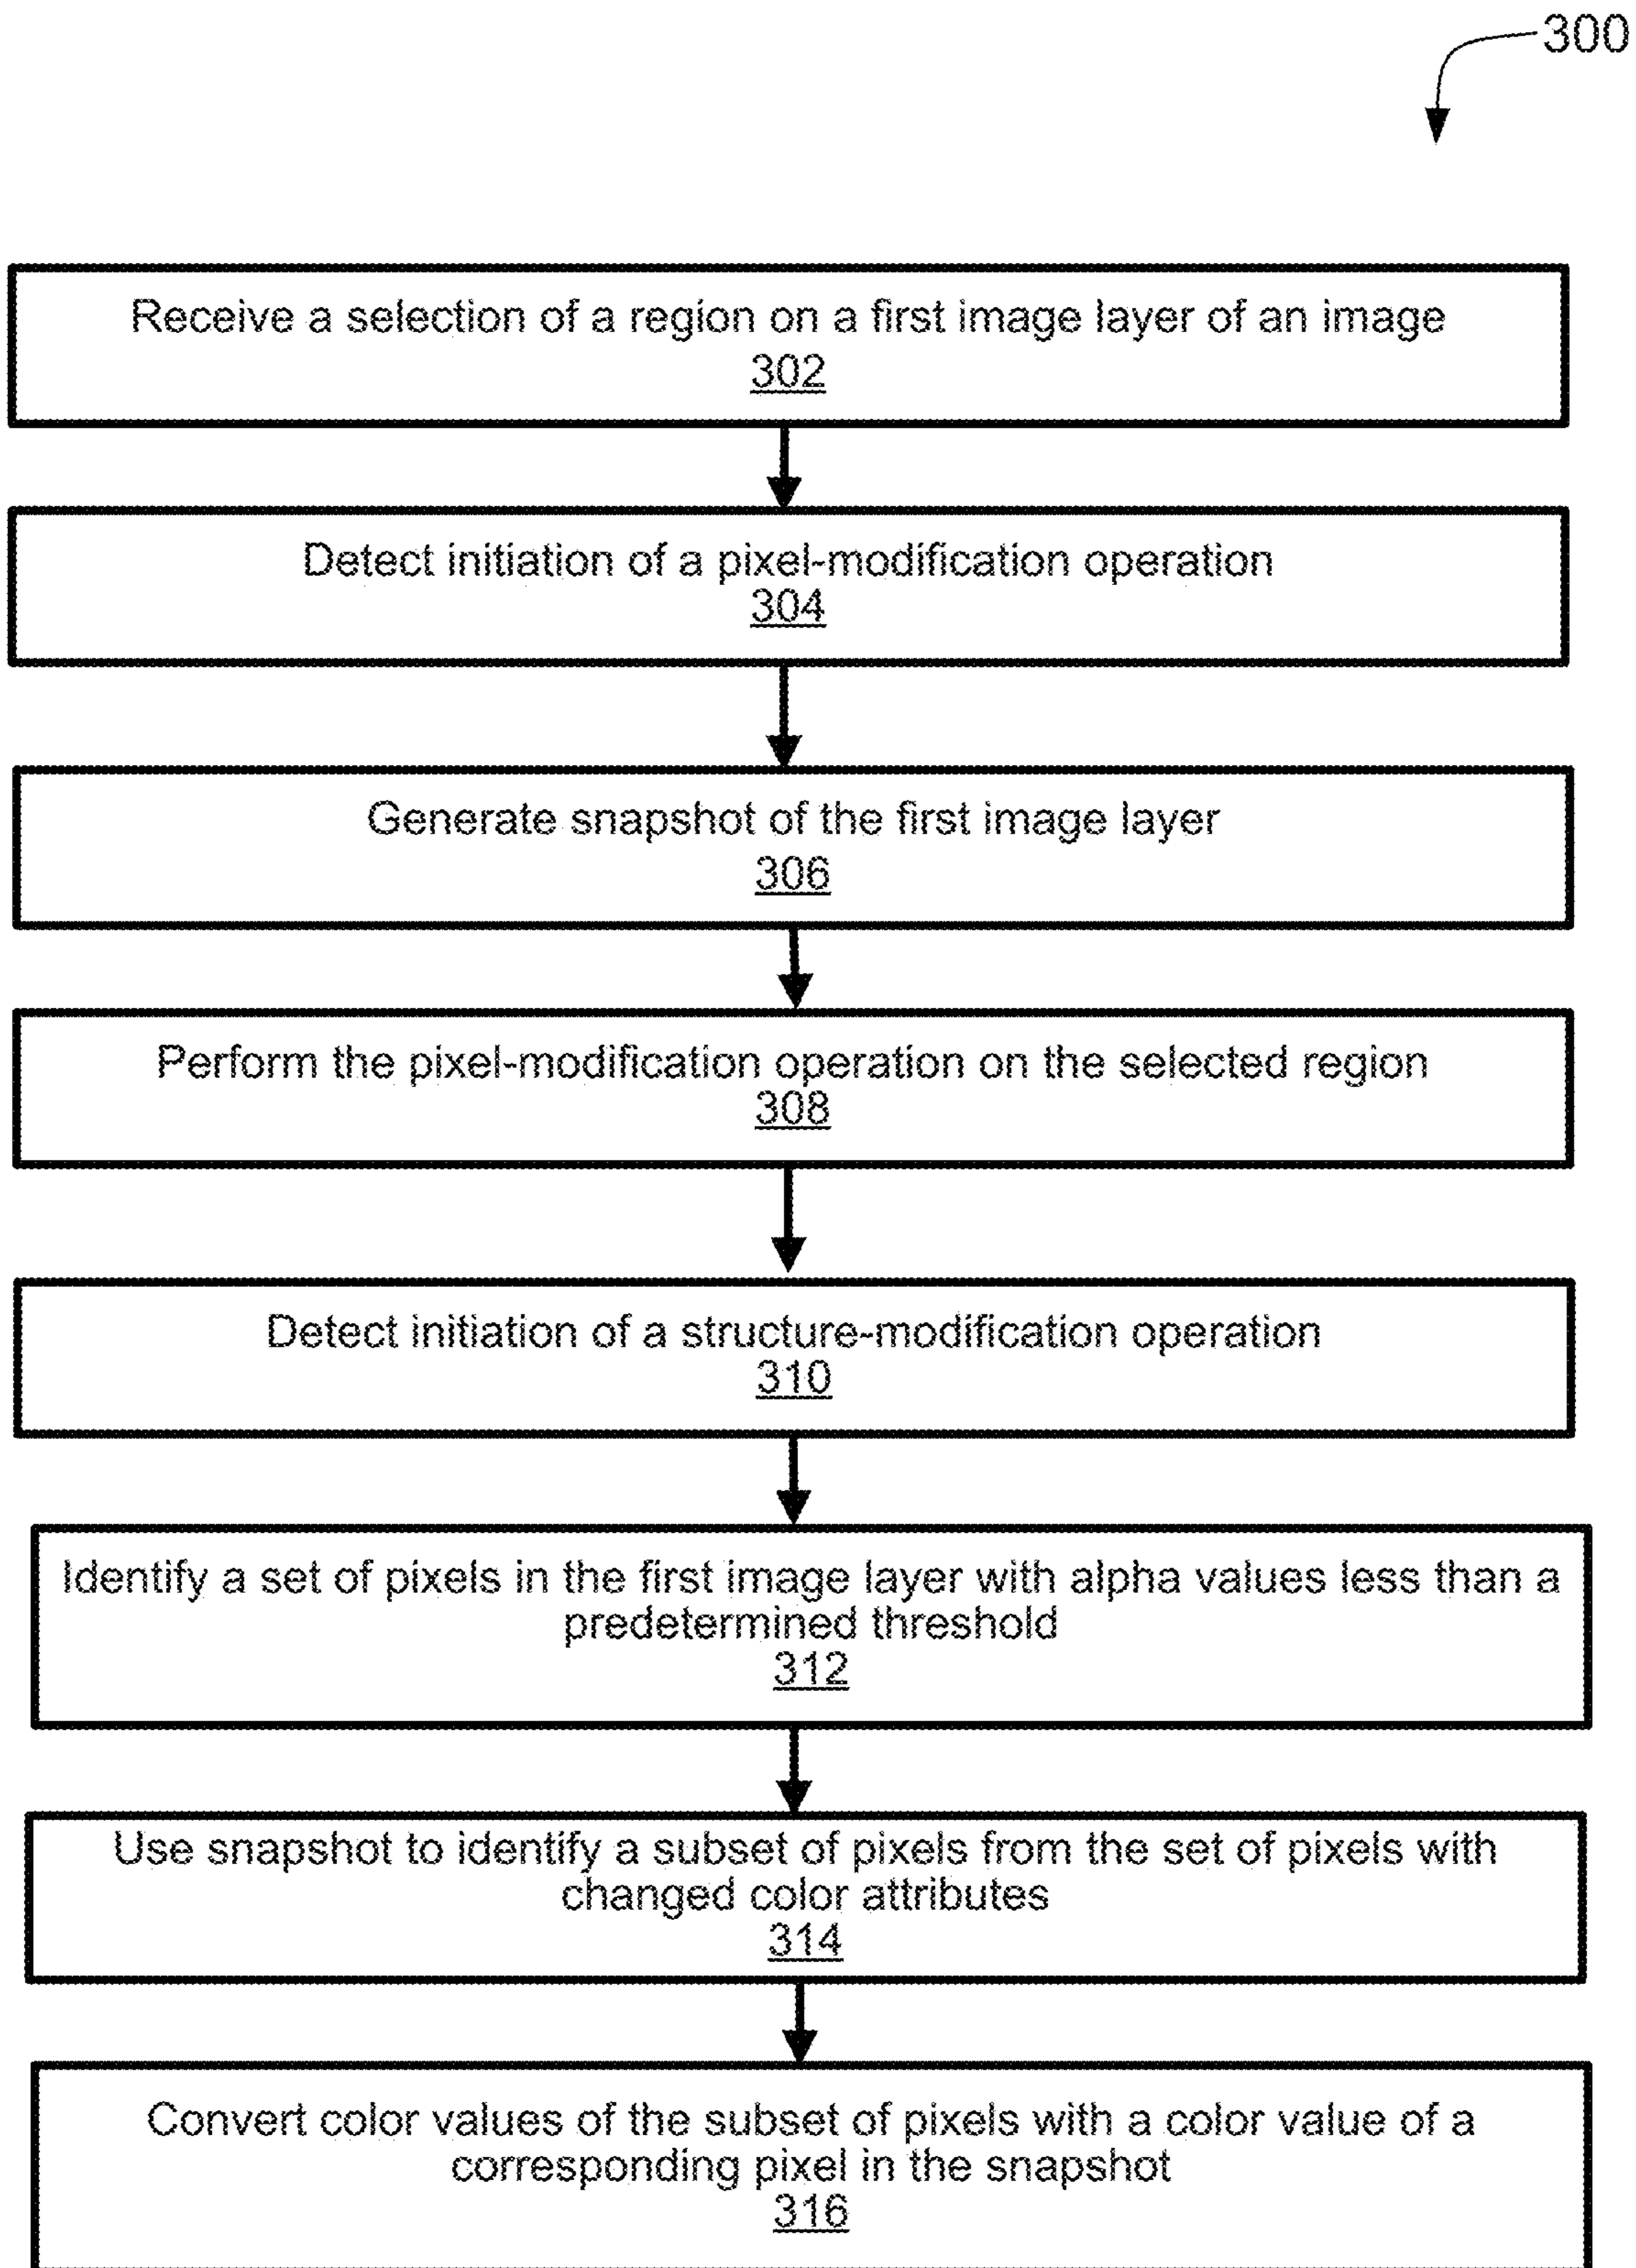 300
Receive a selection of a region on a first image layer of an image
302
Detect initiation of a pixel-modification operation
304
Generate snapshot of the first image layer
306
Perform the pixel-modification operation on the selected region
308
Detect initiation of a structure-modification operation
310
Identify a set of pixels in the first image layer with alpha values less than a
predetermined threshold
312
Use snapshot to identify a subset of pixels from the set of pixels with
changed color attributes
314
Convert color values of the subset of pixels with a color value of a
corresponding pixel in the snapshot
316